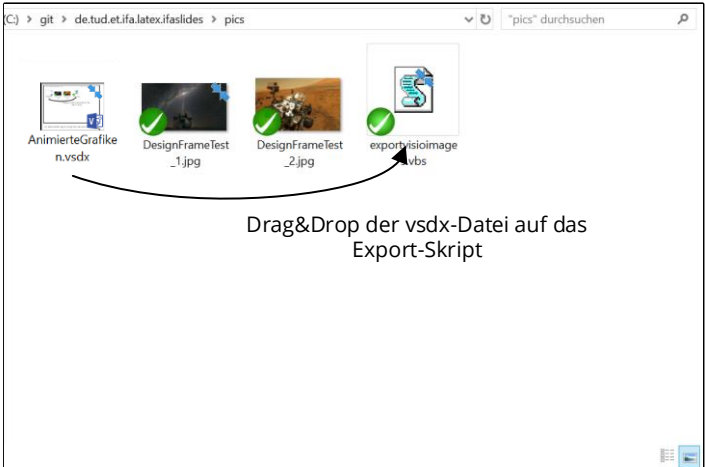 (C:) > git > de.tud.et.ifa.latex.ifaslides > pics
"pics" durchsuchen
AnimierteGrafike
n.vsdx
DesignFrameTest
_1.jpg
DesignFrameTest
_2.jpg
exportvisioimage
.vbs
Drag&Drop der vsdx-Datei auf das
Export-Skript